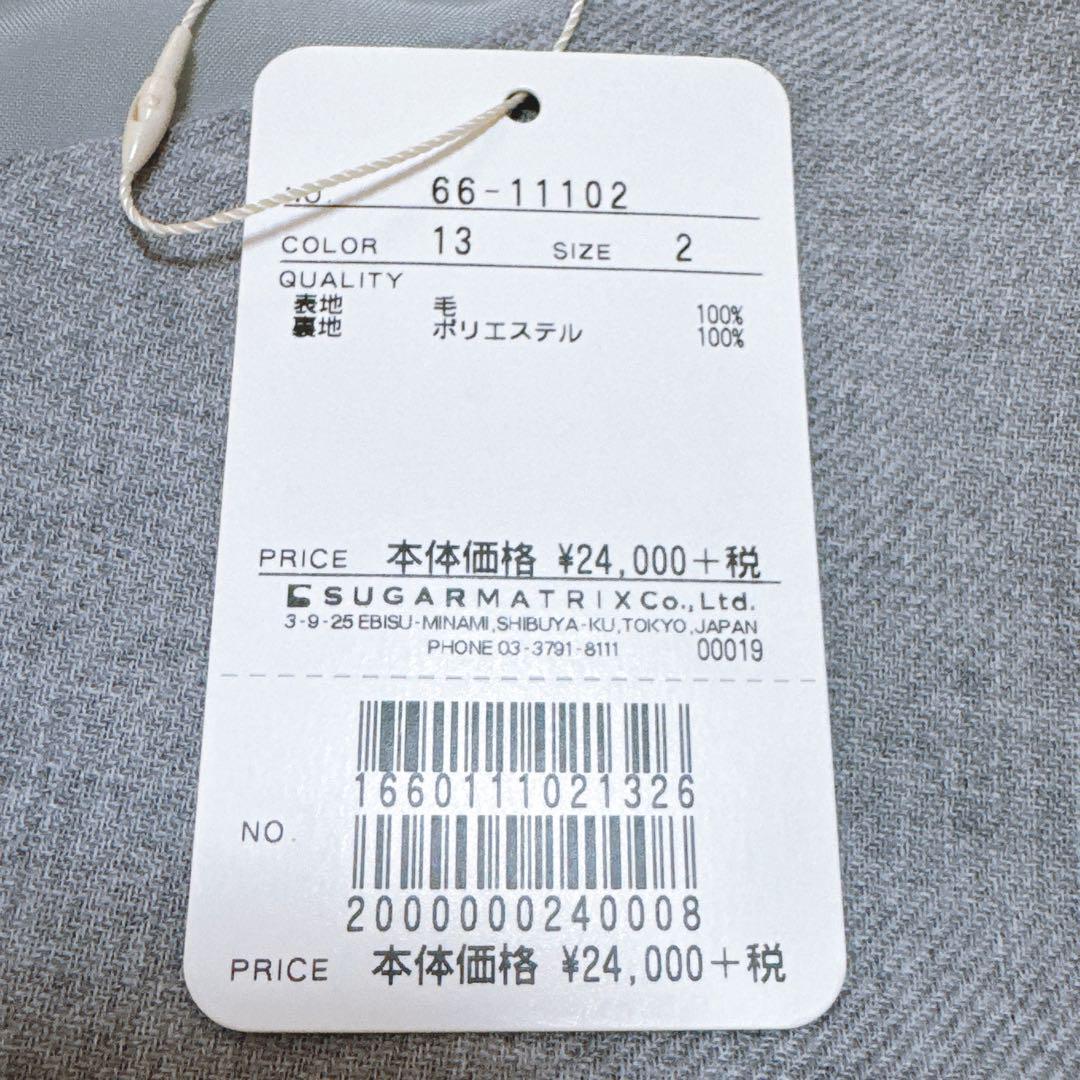 NO. 66-11102
COLOR 13 SIZE 2
QUALITY
表地 毛 100%
裏地 ポリエステル 100%
PRICE 本体価格 ¥24,000+税
SUGARMATRIX Co.,Ltd.
3-9-25 EBISU-MINAMI, SHIBUYA-KU, TOKYO, JAPAN
PHONE 03-3791-8111 00019
1660111021326
NO.
2000000240008
PRICE 本体価格 ¥24,000+税